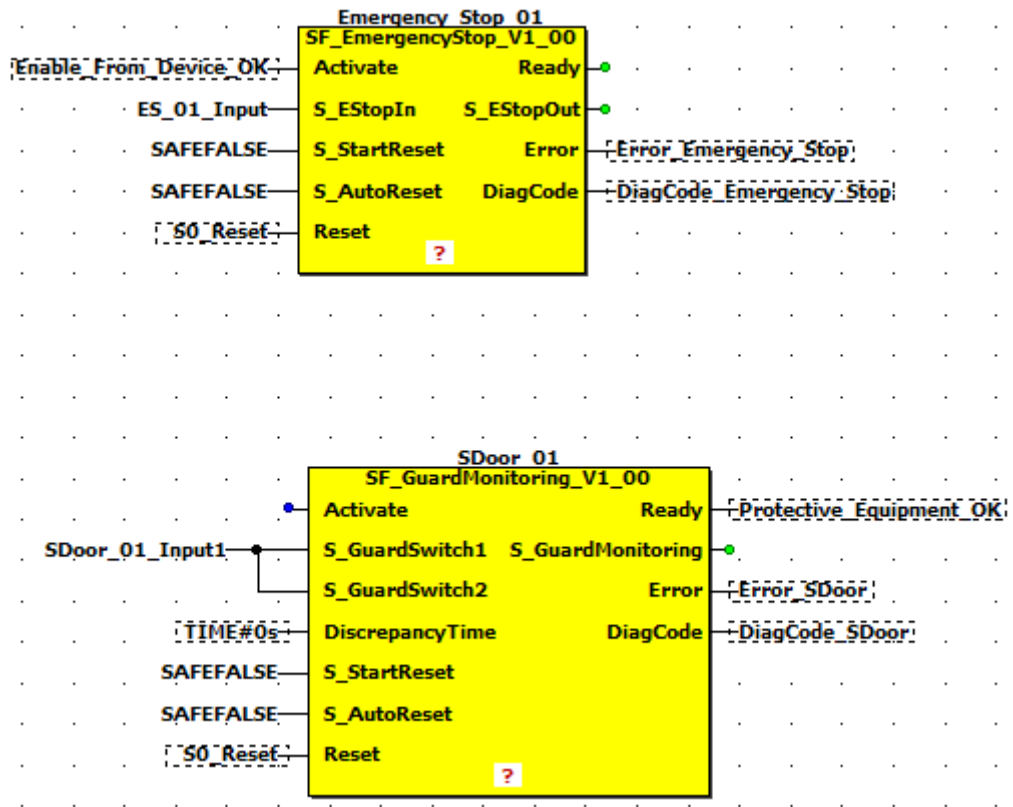 Emergency_Stop_01
SF_EmergencyStop_V1_00
Enable_From_Device_OK Activate Ready
ES_01_Input S_EStopIn S_EStopOut
SAFEFALSE S_StartReset Error Error_Emergency_Stop
SAFEFALSE S_AutoReset DiagCode DiagCode_Emergency_Stop
S0_Reset Reset
?
SDoor_01
SF_GuardMonitoring_V1_00
Activate Ready Protective_Equipment_OK
SDoor_01_Input1 S_GuardSwitch1 S_GuardMonitoring
S_GuardSwitch2 Error Error_SDoor
TIME#0s DiscrepancyTime DiagCode DiagCode_SDoor
SAFEFALSE S_StartReset
SAFEFALSE S_AutoReset
S0_Reset Reset
?